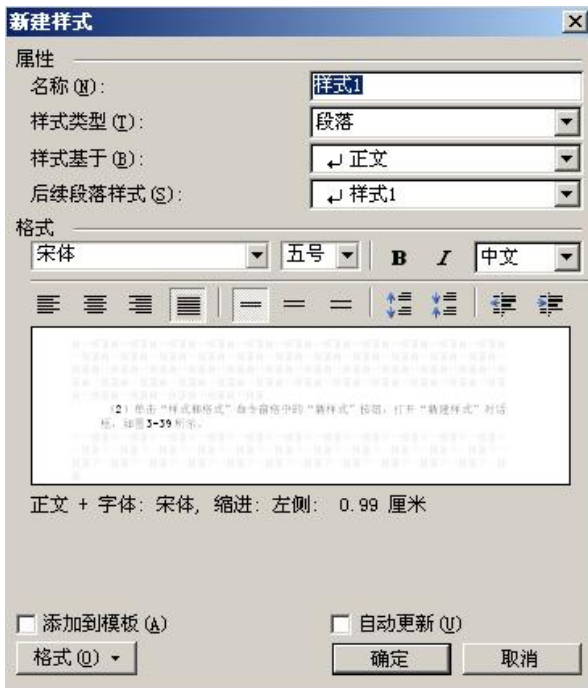 新建样式
属性
名称(N): 样式1
样式类型(T): 段落
样式基于(B): ↵ 正文
后续段落样式(S): ↵ 样式1
格式
宋体 五号 B I 中文
(2) 单击“样式和格式”命令窗格中的“新样式”按钮，打开“新建样式”对话
框，如图3-39所示。
正文 + 字体: 宋体, 缩进: 左侧: 0.99 厘米
添加到模板(A) 自动更新(U)
格式(O) 确定 取消